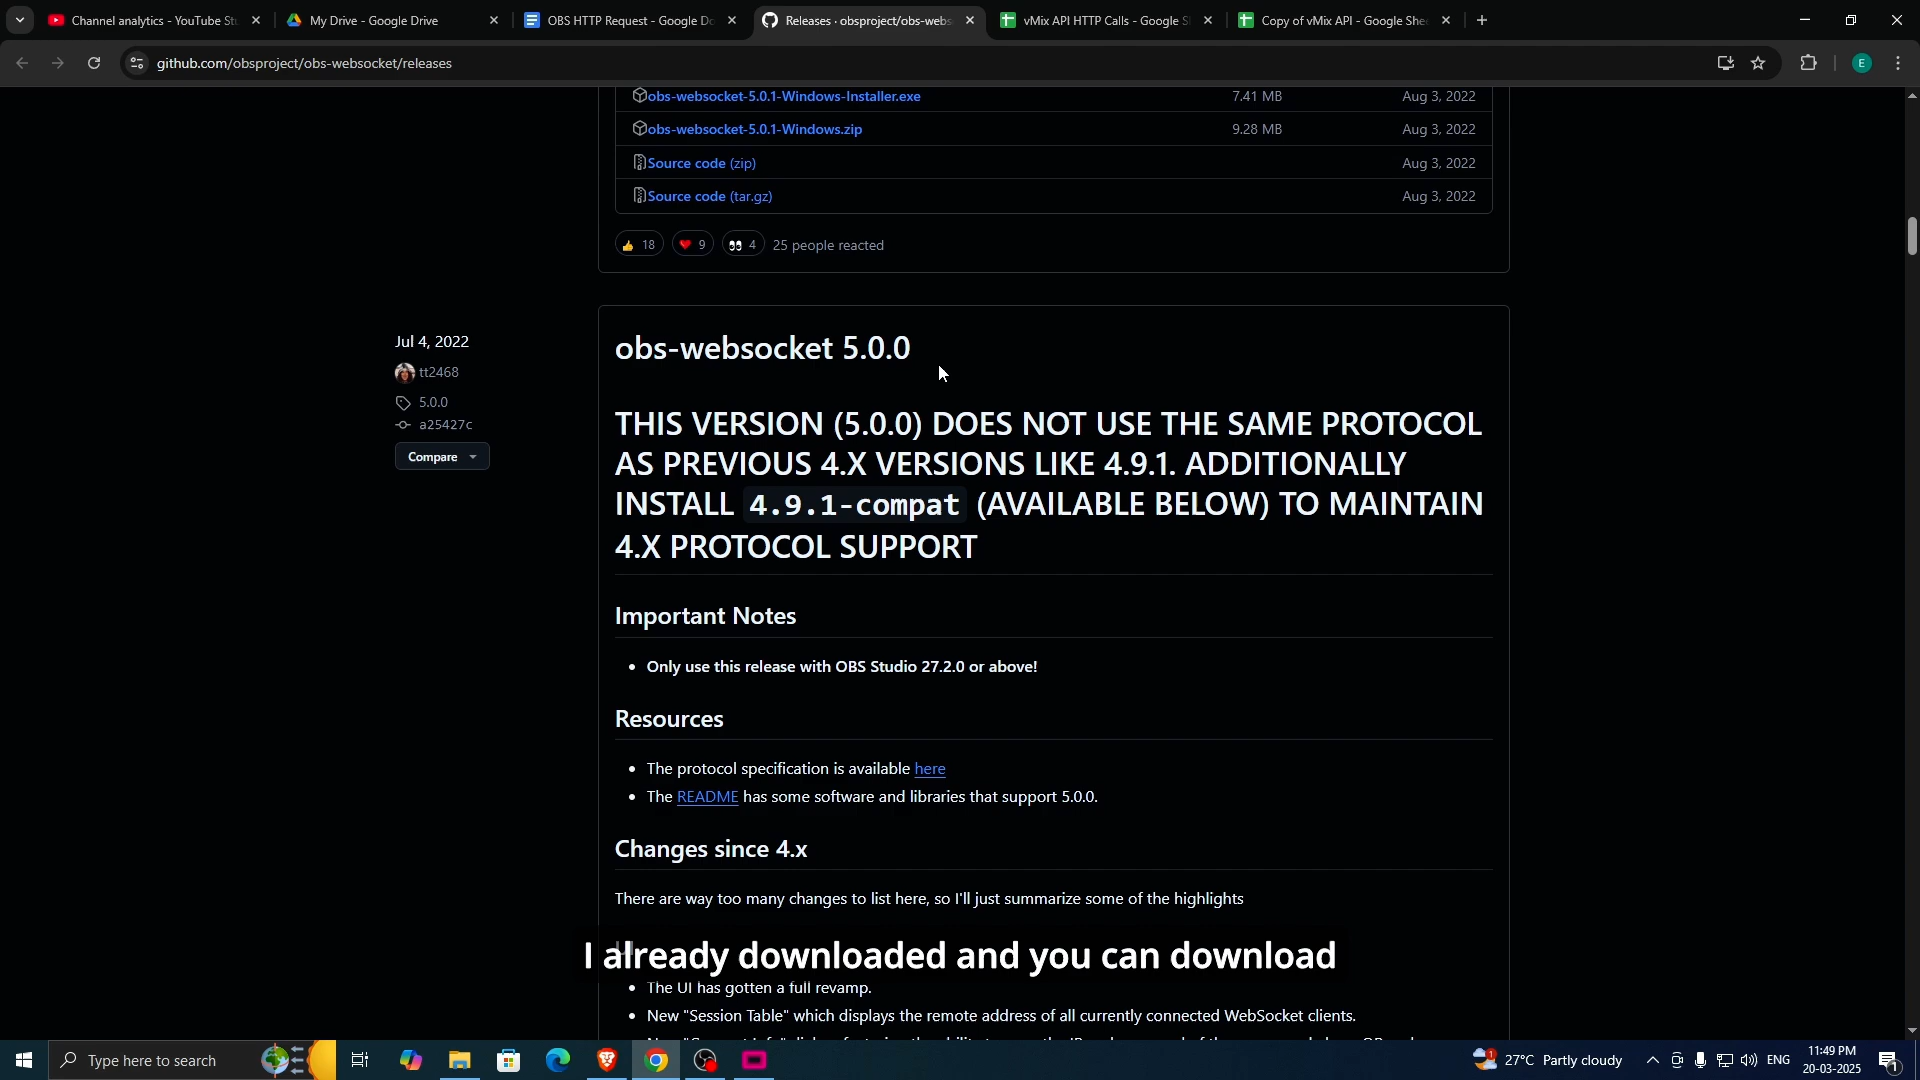 Channel analytics - YouTube St
My Drive - Google Drive
OBS HTTP Request - Google Do
Releases · obsproject/obs-webs
vMix API HTTP Calls - Google S
Copy of vMix API - Google She
github.com/obsproject/obs-websocket/releases
E
obs-websocket-5.0.1-Windows-Installer.exe 7.41 MB Aug 3, 2022
obs-websocket-5.0.1-Windows.zip 9.28 MB Aug 3, 2022
Source code (zip) Aug 3, 2022
Source code (tar.gz) Aug 3, 2022
18 9 4 25 people reacted
Jul 4, 2022
tt2468
5.0.0
a25427c
Compare
obs-websocket 5.0.0
THIS VERSION (5.0.0) DOES NOT USE THE SAME PROTOCOL
AS PREVIOUS 4.X VERSIONS LIKE 4.9.1. ADDITIONALLY
INSTALL 4.9.1-compat (AVAILABLE BELOW) TO MAINTAIN
4.X PROTOCOL SUPPORT
Important Notes
• Only use this release with OBS Studio 27.2.0 or above!
Resources
• The protocol specification is available here
• The README has some software and libraries that support 5.0.0.
Changes since 4.x
There are way too many changes to list here, so I'll just summarize some of the highlights
I already downloaded and you can download
• The UI has gotten a full revamp.
• New "Session Table" which displays the remote address of all currently connected WebSocket clients.
Type here to search
27°C Partly cloudy
ENG
11:49 PM
20-03-2025
1